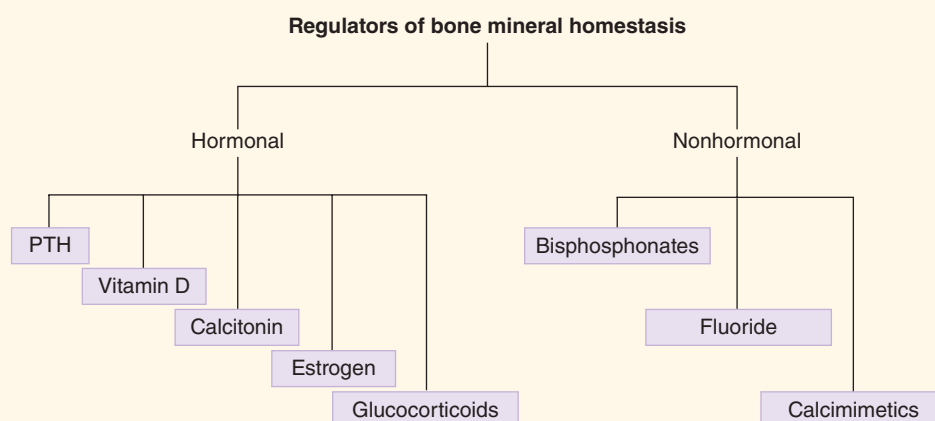 Regulators of bone mineral homestasis
Hormonal
Nonhormonal
PTH
Vitamin D
Calcitonin
Estrogen
Glucocorticoids
Bisphosphonates
Fluoride
Calcimimetics